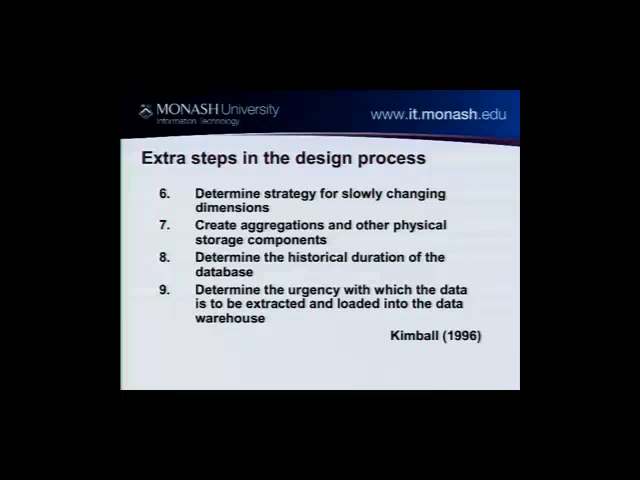 MONASH University
Information Technology
www.it.monash.edu
Extra steps in the design process
6. Determine strategy for slowly changing
dimensions
7. Create aggregations and other physical
storage components
8. Determine the historical duration of the
database
9. Determine the urgency with which the data
is to be extracted and loaded into the data
warehouse
Kimball (1996)